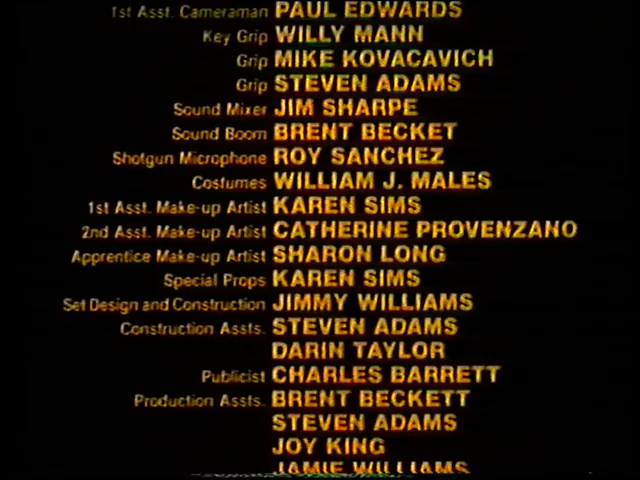 1st Asst. Cameraman PAUL EDWARDS
Key Grip WILLY MANN
Grip MIKE KOVACAVICH
Grip STEVEN ADAMS
Sound Mixer JIM SHARPE
Sound Boom BRENT BECKET
Shotgun Microphone ROY SANCHEZ
Costumes WILLIAM J. MALES
1st Asst. Make-up Artist KAREN SIMS
2nd Asst. Make-up Artist CATHERINE PROVENZANO
Apprentice Make-up Artist SHARON LONG
Special Props KAREN SIMS
Set Design and Construction JIMMY WILLIAMS
Construction Assts. STEVEN ADAMS
DARIN TAYLOR
Publicist CHARLES BARRETT
Production Assts. BRENT BECKETT
STEVEN ADAMS
JOY KING
JAMIE WILLIAMS